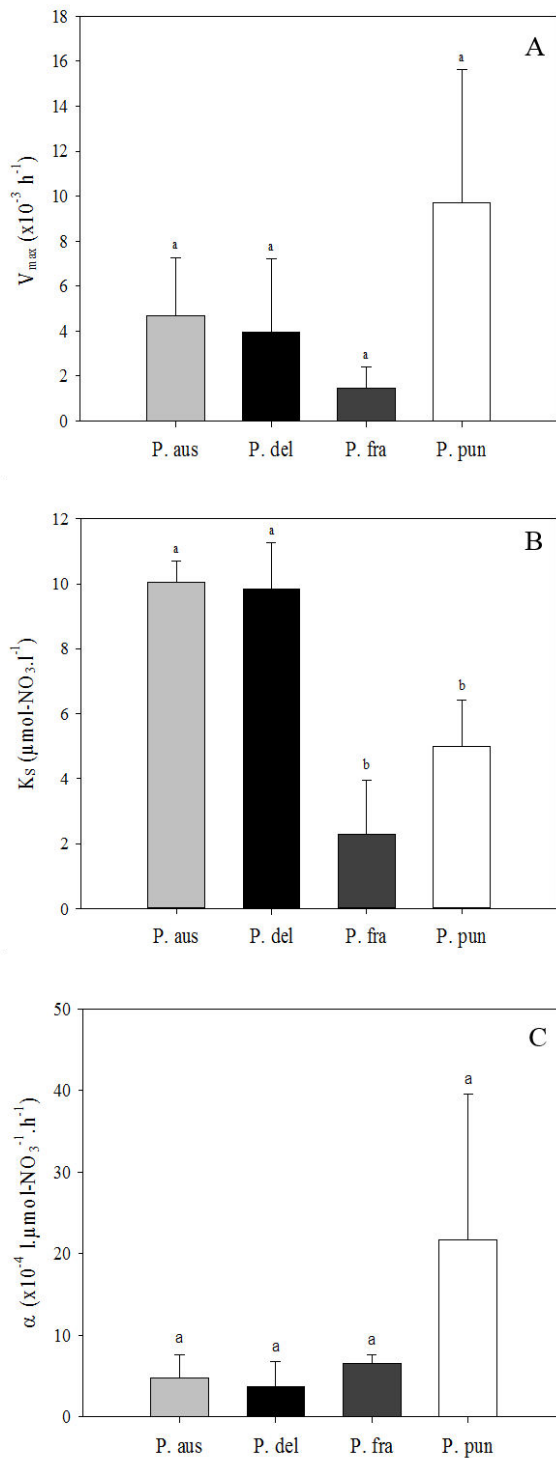 A
18
16
14
12
10
8
6
4
2
0
Vmax (x10⁻³ h⁻¹)
a
a
a
a
P. aus P. del P. fra P. pun
B
12
10
8
6
4
2
0
Ks (µmol-NO₃.l⁻¹)
a
a
b
b
P. aus P. del P. fra P. pun
C
50
40
30
20
10
0
α (x10⁻⁴ l.µmol-NO₃⁻¹.h⁻¹)
a
a
a
a
P. aus P. del P. fra P. pun